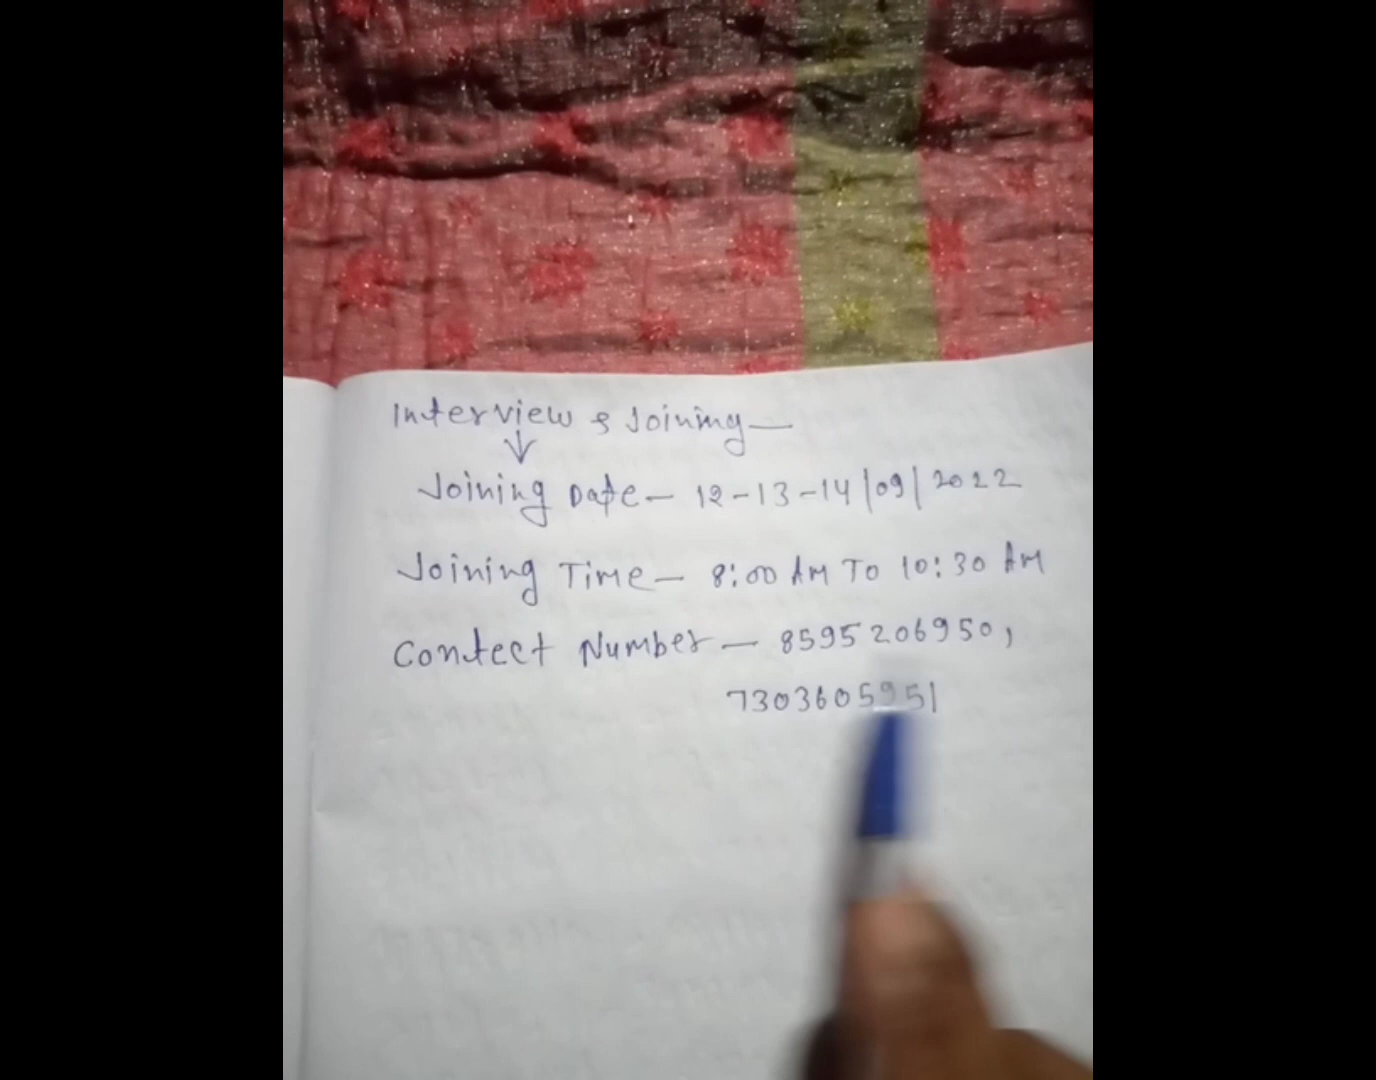 Interview & Joining—
Joining Date— 12-13-14/09/2022
Joining Time— 8:00 AM To 10:30 AM
Contect Number— 8595206950,
7303605951